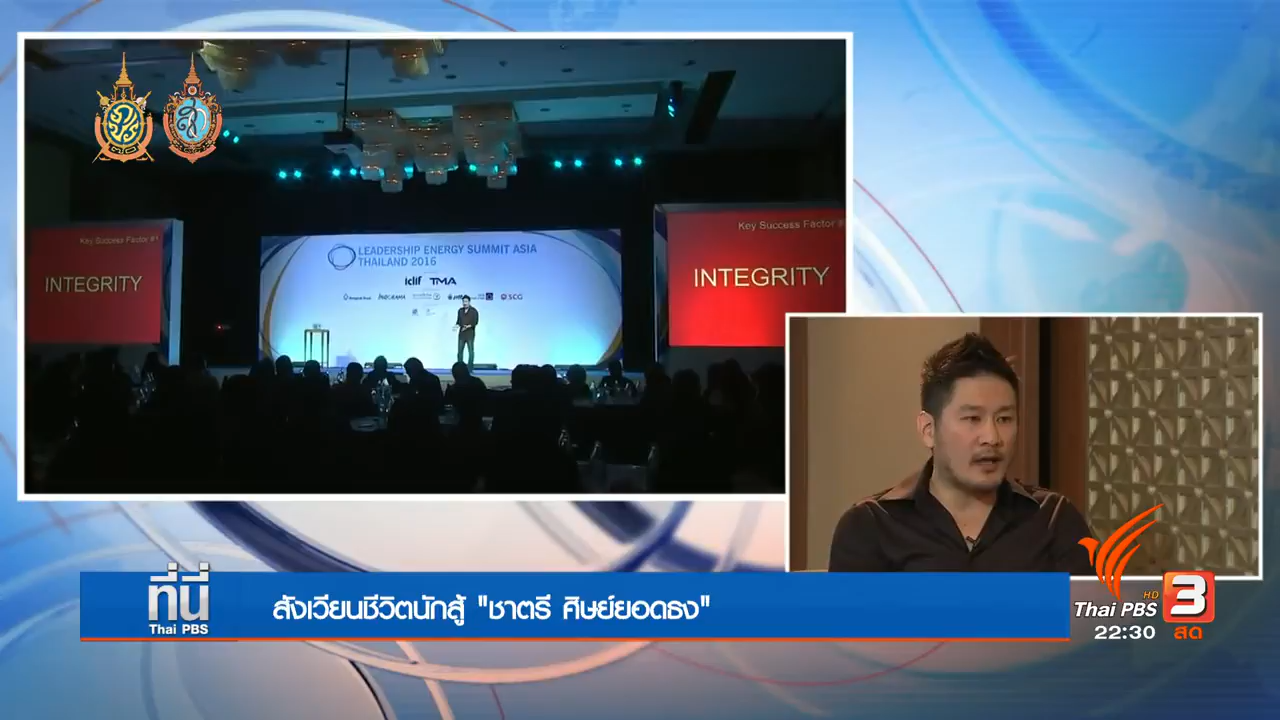 Key Success Factor #1
INTEGRITY
LEADERSHIP ENERGY SUMMIT ASIA
THAILAND 2016
iclif TMA
SCG
Key Success Factor #
INTEGRITY
ที่นี่
Thai PBS
สังเวียนชีวิตนักสู้ "ชาตรี ศิษย์ยอดธง"
HD
Thai PBS 3
22:30 สด